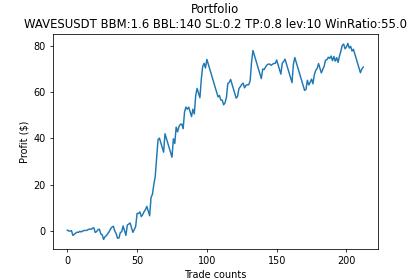 Portfolio
WAVESUSDT BBM:1.6 BBL:140 SL:0.2 TP:0.8 lev:10 WinRatio:55.0
80
60
40
20
0
Profit ($)
0 50 100 150 200
Trade counts